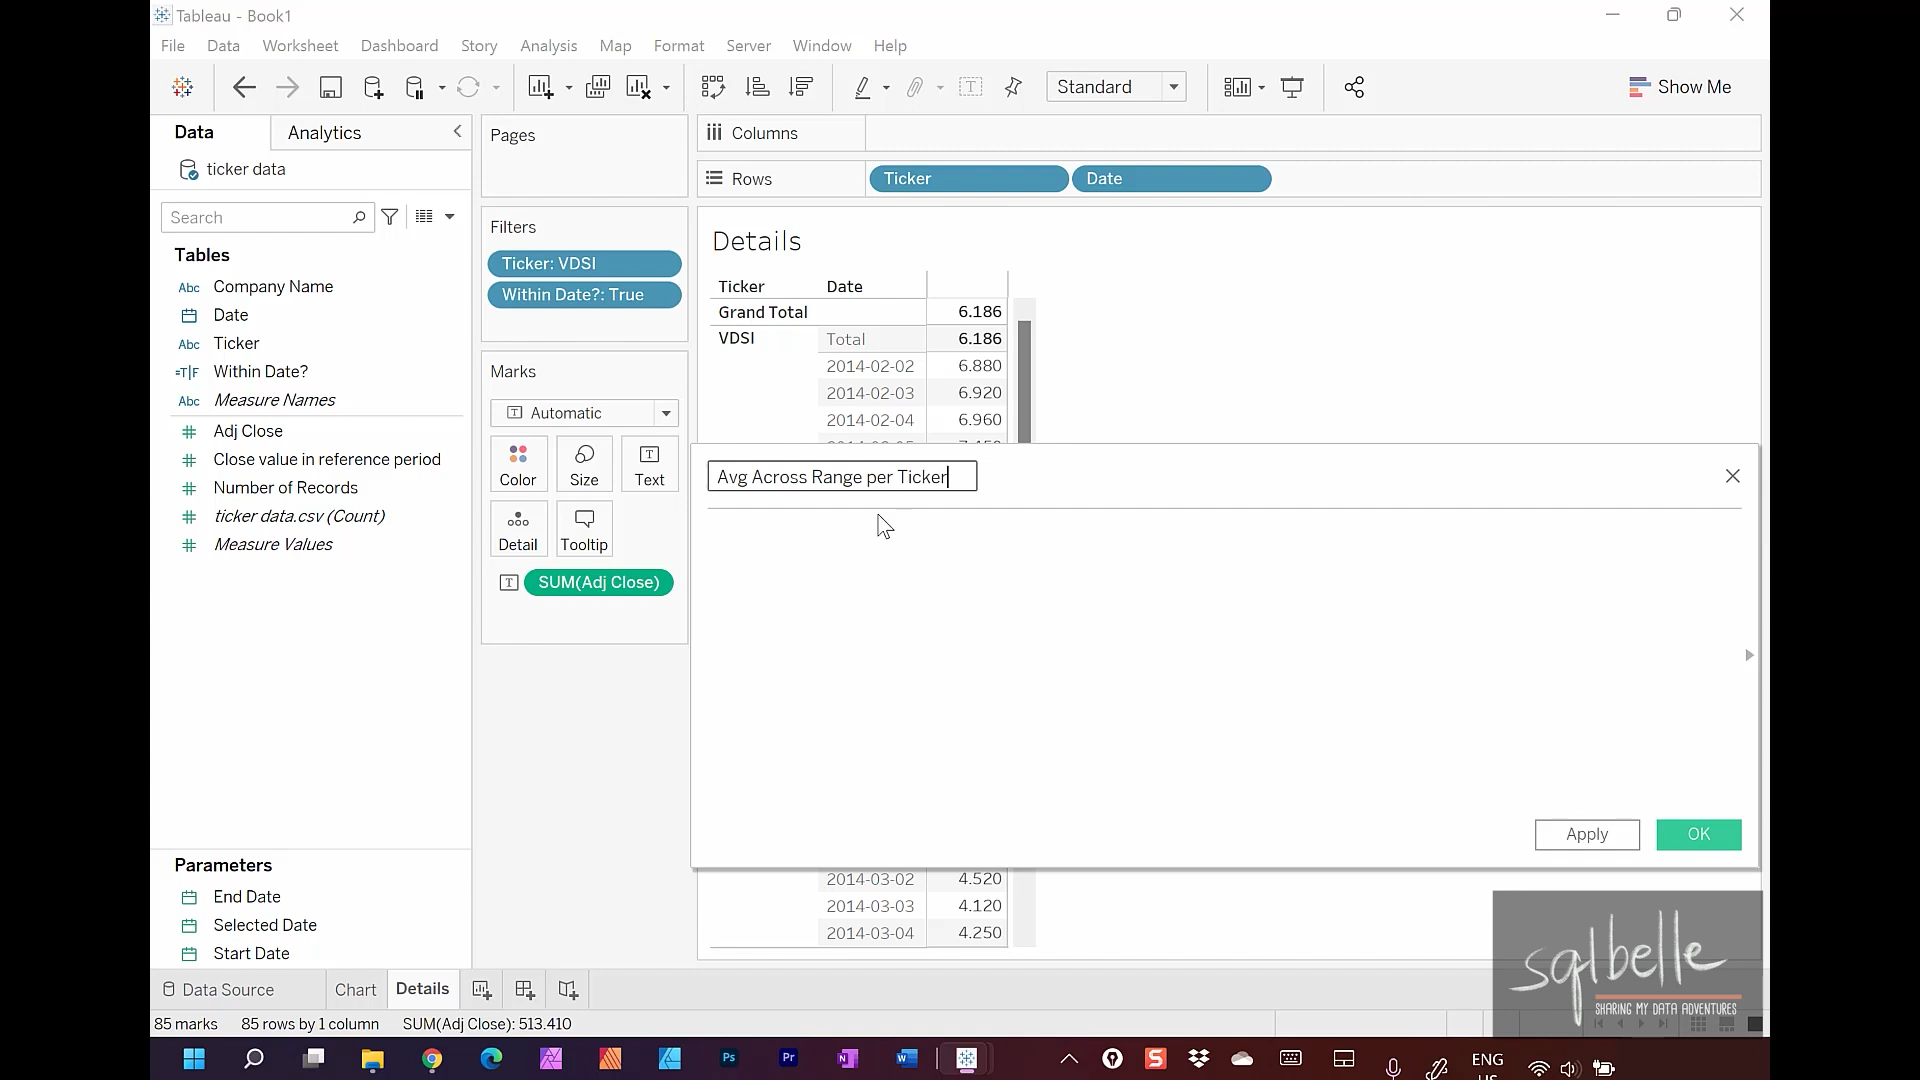 Tableau - Book1
File Data Worksheet Dashboard Story Analysis Map Format Server Window Help
Standard
Show Me
Data
Analytics
ticker data
Search
Tables
Abc Company Name
Date
Abc Ticker
=T|F Within Date?
Abc Measure Names
Adj Close
Close value in reference period
Number of Records
ticker data.csv (Count)
Measure Values
Parameters
End Date
Selected Date
Start Date
Pages
Filters
Ticker: VDSI
Within Date?: True
Marks
Automatic
Color Size Text
Detail Tooltip
SUM(Adj Close)
Columns
Rows Ticker Date
Details
Ticker Date
Grand Total 6.186
VDSI Total 6.186
2014-02-02 6.880
2014-02-03 6.920
2014-02-04 6.960
Avg Across Range per Ticker
Apply OK
2014-03-02 4.520
2014-03-03 4.120
2014-03-04 4.250
sqlbelle
SHARING MY DATA ADVENTURES
Data Source Chart Details
85 marks 85 rows by 1 column SUM(Adj Close): 513.410
Ps Pr N W S
ENG